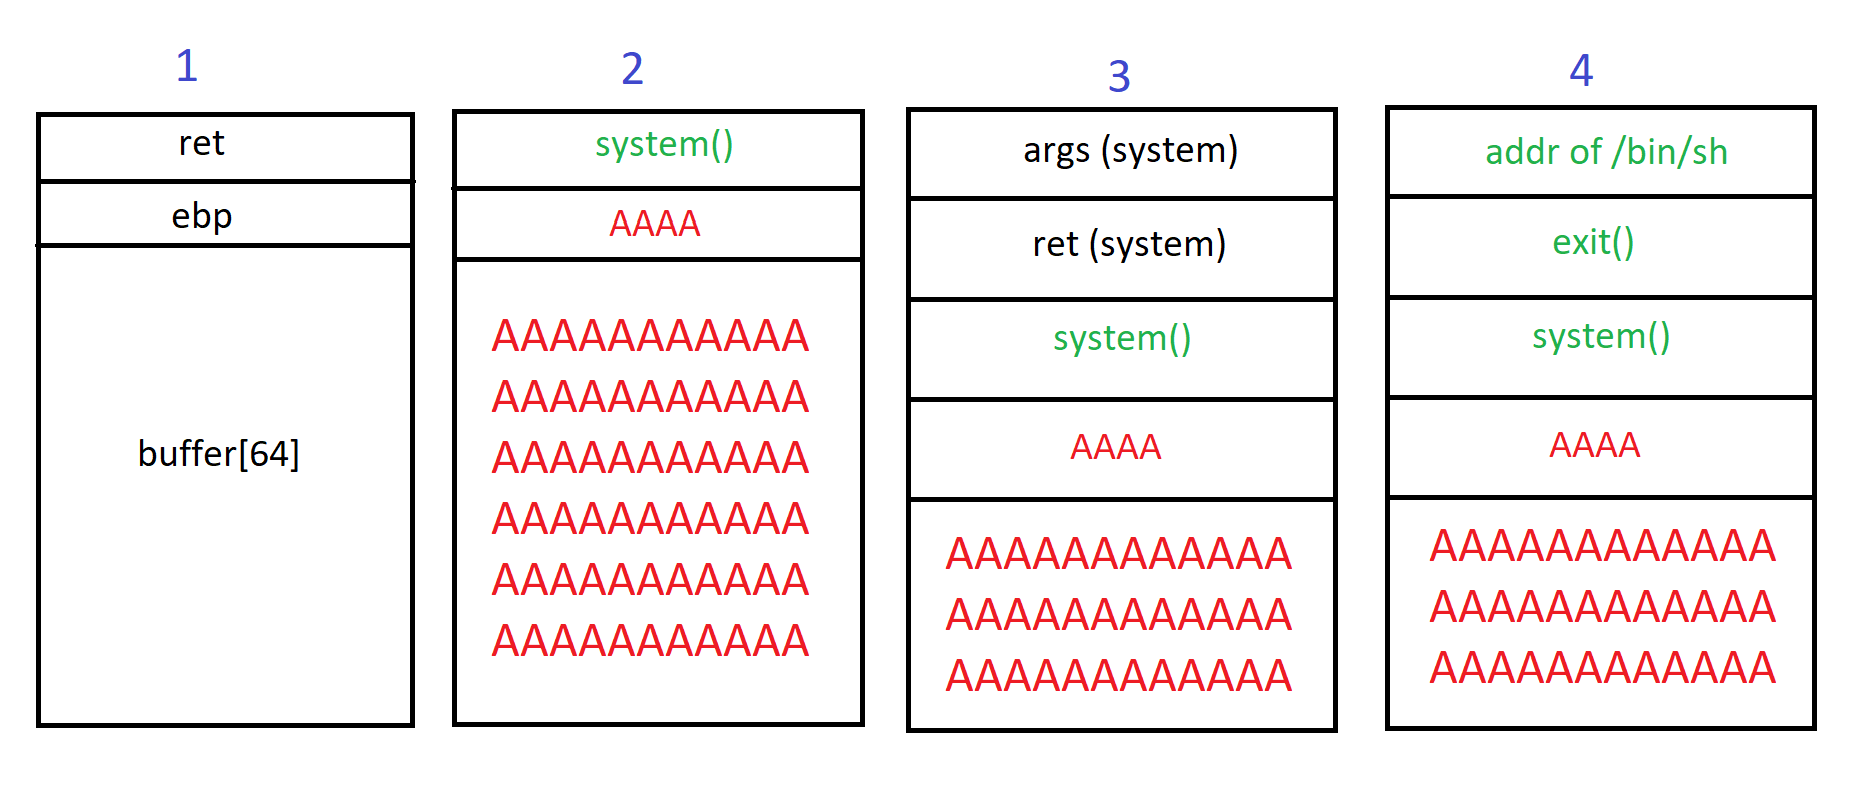 1
ret
ebp
buffer[64]
2
system()
AAAA
AAAAAAAAAAA
AAAAAAAAAAA
AAAAAAAAAAA
AAAAAAAAAAA
AAAAAAAAAAA
AAAAAAAAAAA
3
args (system)
ret (system)
system()
AAAA
AAAAAAAAAAAA
AAAAAAAAAAAA
AAAAAAAAAAAA
4
addr of /bin/sh
exit()
system()
AAAA
AAAAAAAAAAAA
AAAAAAAAAAAA
AAAAAAAAAAAA